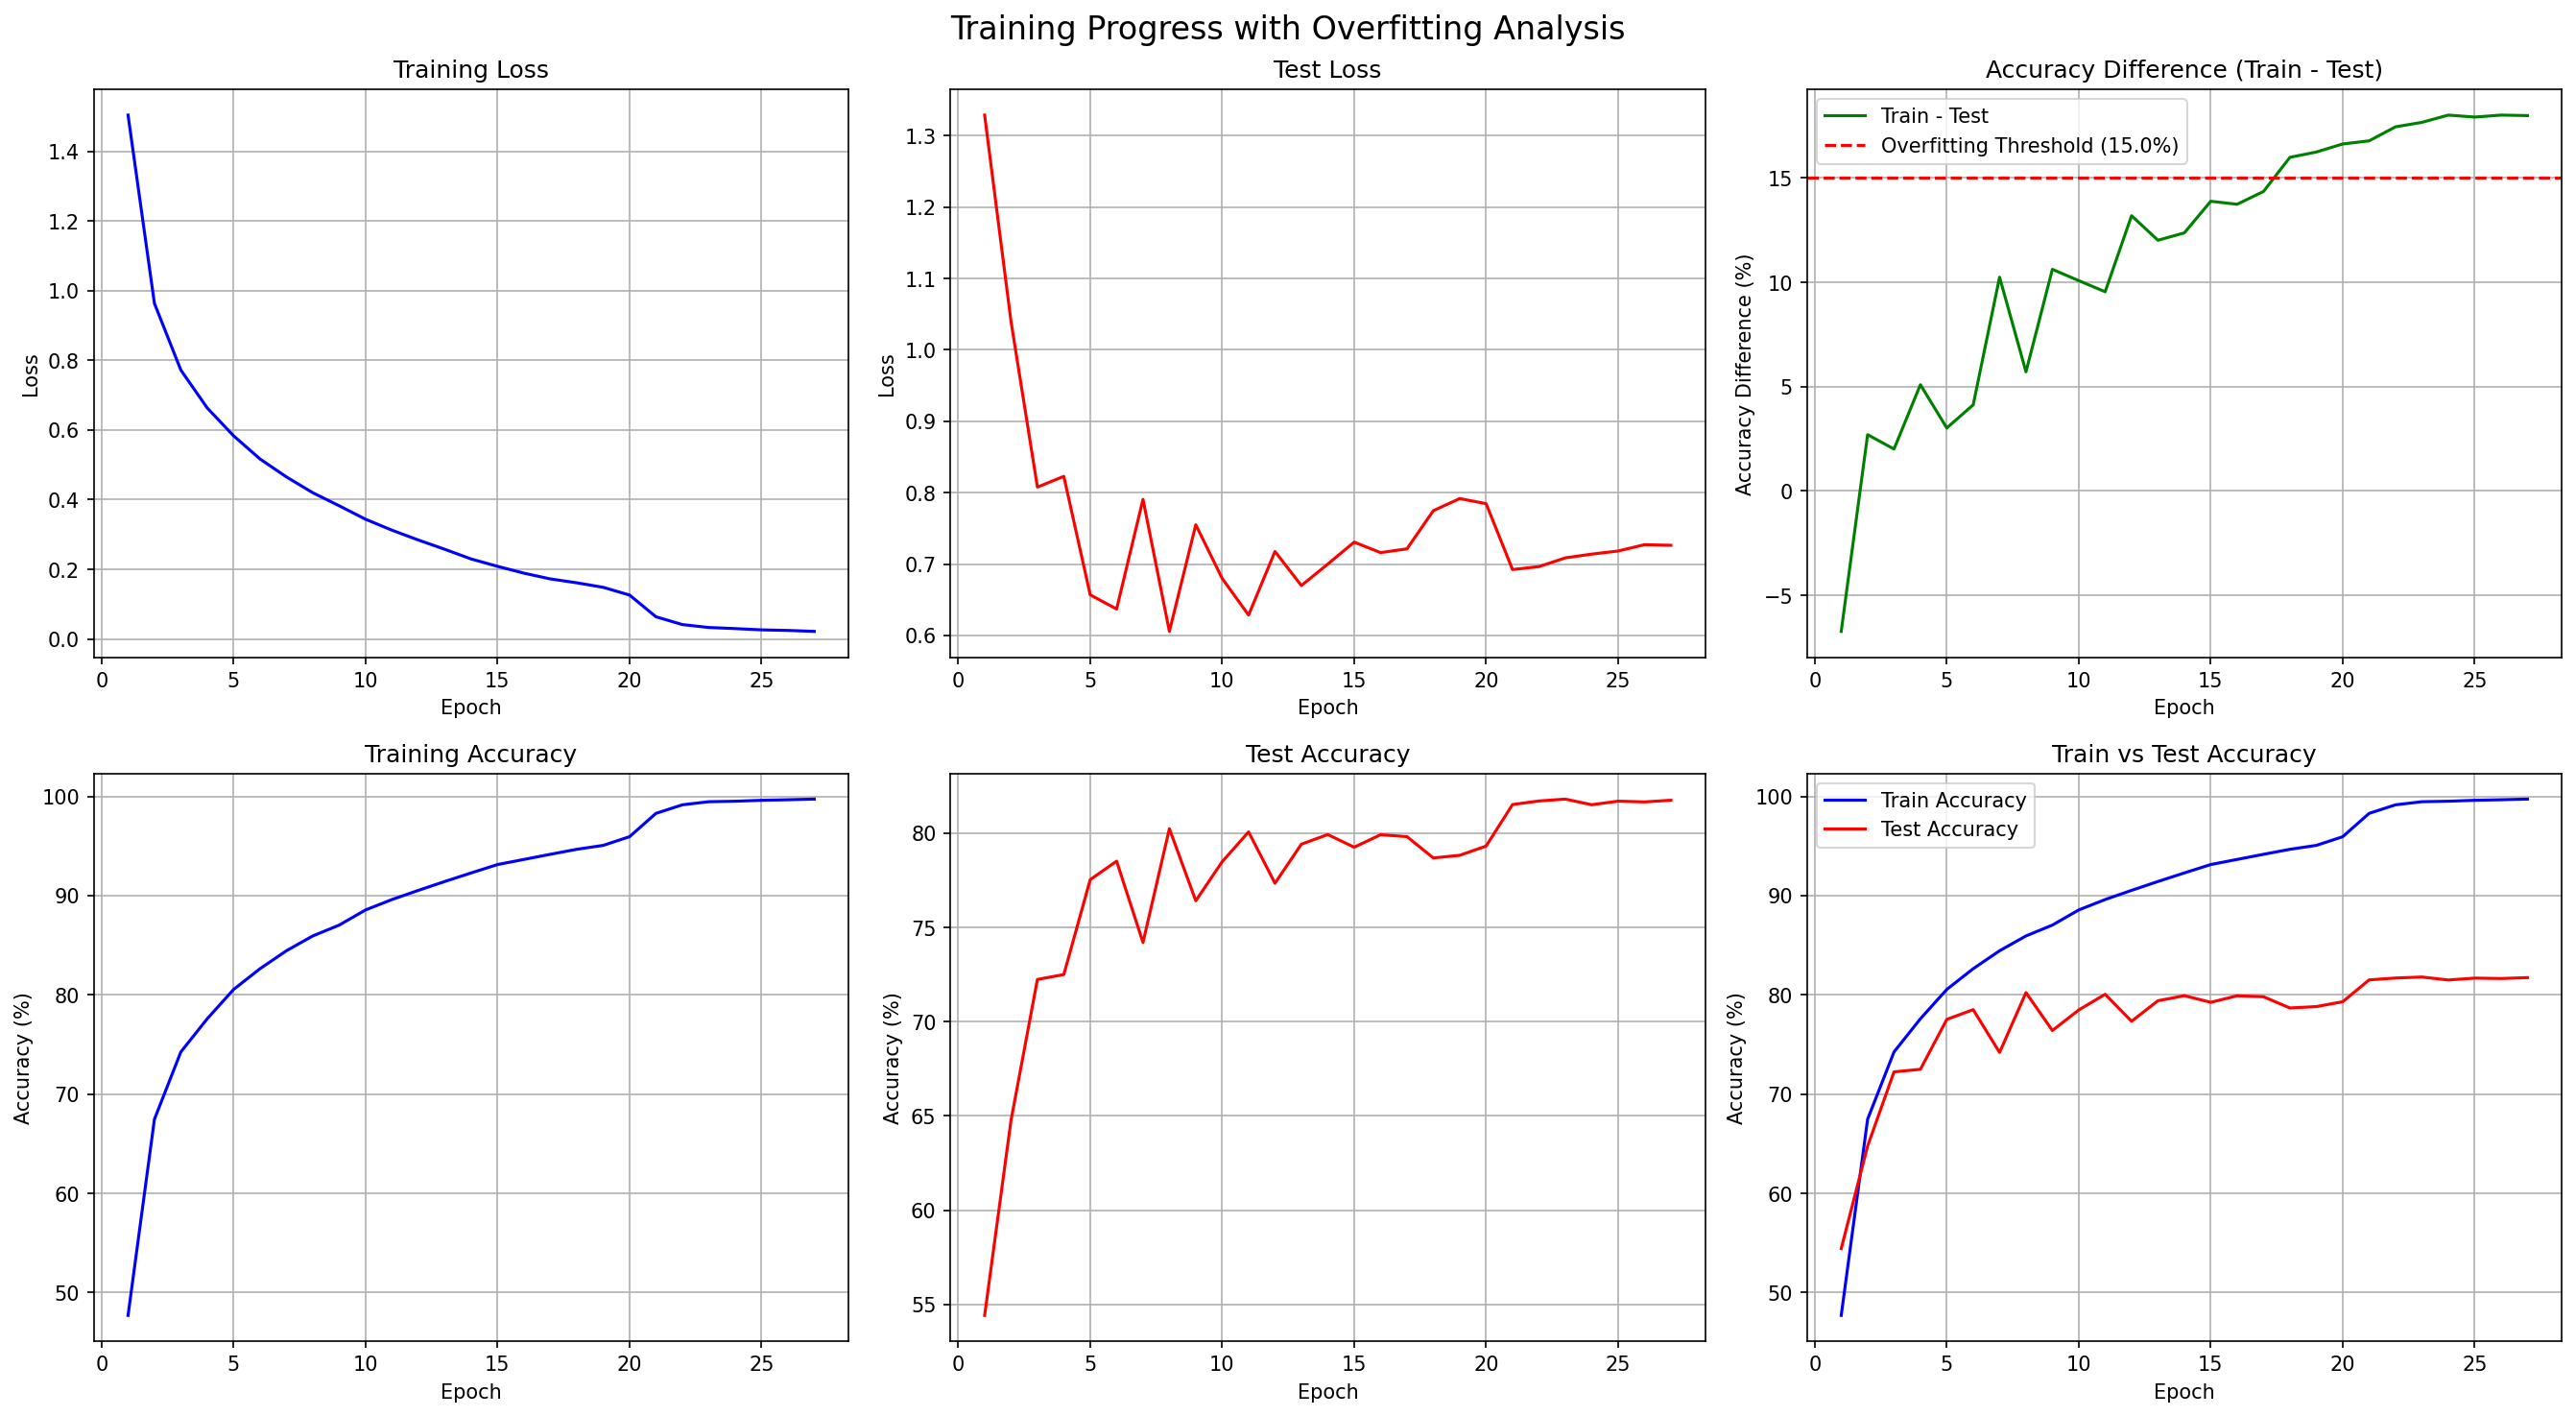 Training Progress with Overfitting Analysis
Training Loss
Loss
1.4
1.2
1.0
0.8
0.6
0.4
0.2
0.0
0 5 10 15 20 25
Epoch
Test Loss
Loss
1.3
1.2
1.1
1.0
0.9
0.8
0.7
0.6
0 5 10 15 20 25
Epoch
Accuracy Difference (Train - Test)
Train - Test
Overfitting Threshold (15.0%)
Accuracy Difference (%)
15
10
5
0
−5
0 5 10 15 20 25
Epoch
Training Accuracy
Accuracy (%)
100
90
80
70
60
50
0 5 10 15 20 25
Epoch
Test Accuracy
Accuracy (%)
80
75
70
65
60
55
0 5 10 15 20 25
Epoch
Train vs Test Accuracy
Train Accuracy
Test Accuracy
Accuracy (%)
100
90
80
70
60
50
0 5 10 15 20 25
Epoch